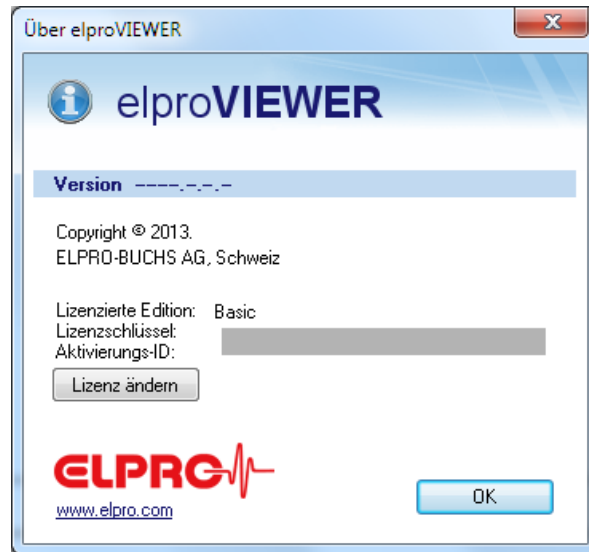 Über elproVIEWER
elproVIEWER
Version ----.-.-.-
Copyright © 2013.
ELPRO-BUCHS AG, Schweiz
Lizenzierte Edition: Basic
Lizenzschlüssel:
Aktivierungs-ID:
Lizenz ändern
ELPRO
www.elpro.com
OK